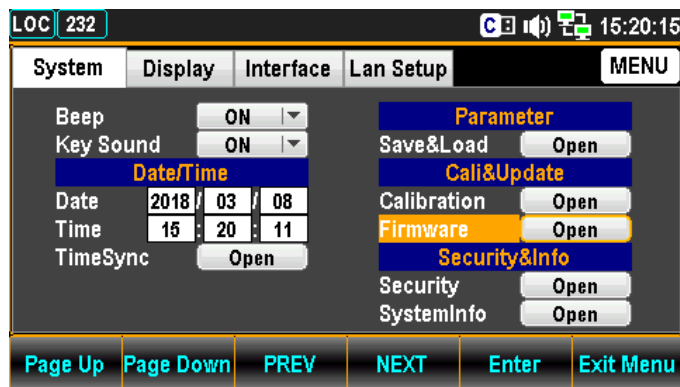 LOC 232 C 15:20:15
System Display Interface Lan Setup MENU
Beep ON
Key Sound ON
Date/Time
Date 2018 / 03 / 08
Time 15 : 20 : 11
TimeSync Open
Parameter
Save&Load Open
Cali&Update
Calibration Open
Firmware Open
Security&Info
Security Open
SystemInfo Open
Page Up Page Down PREV NEXT Enter Exit Menu